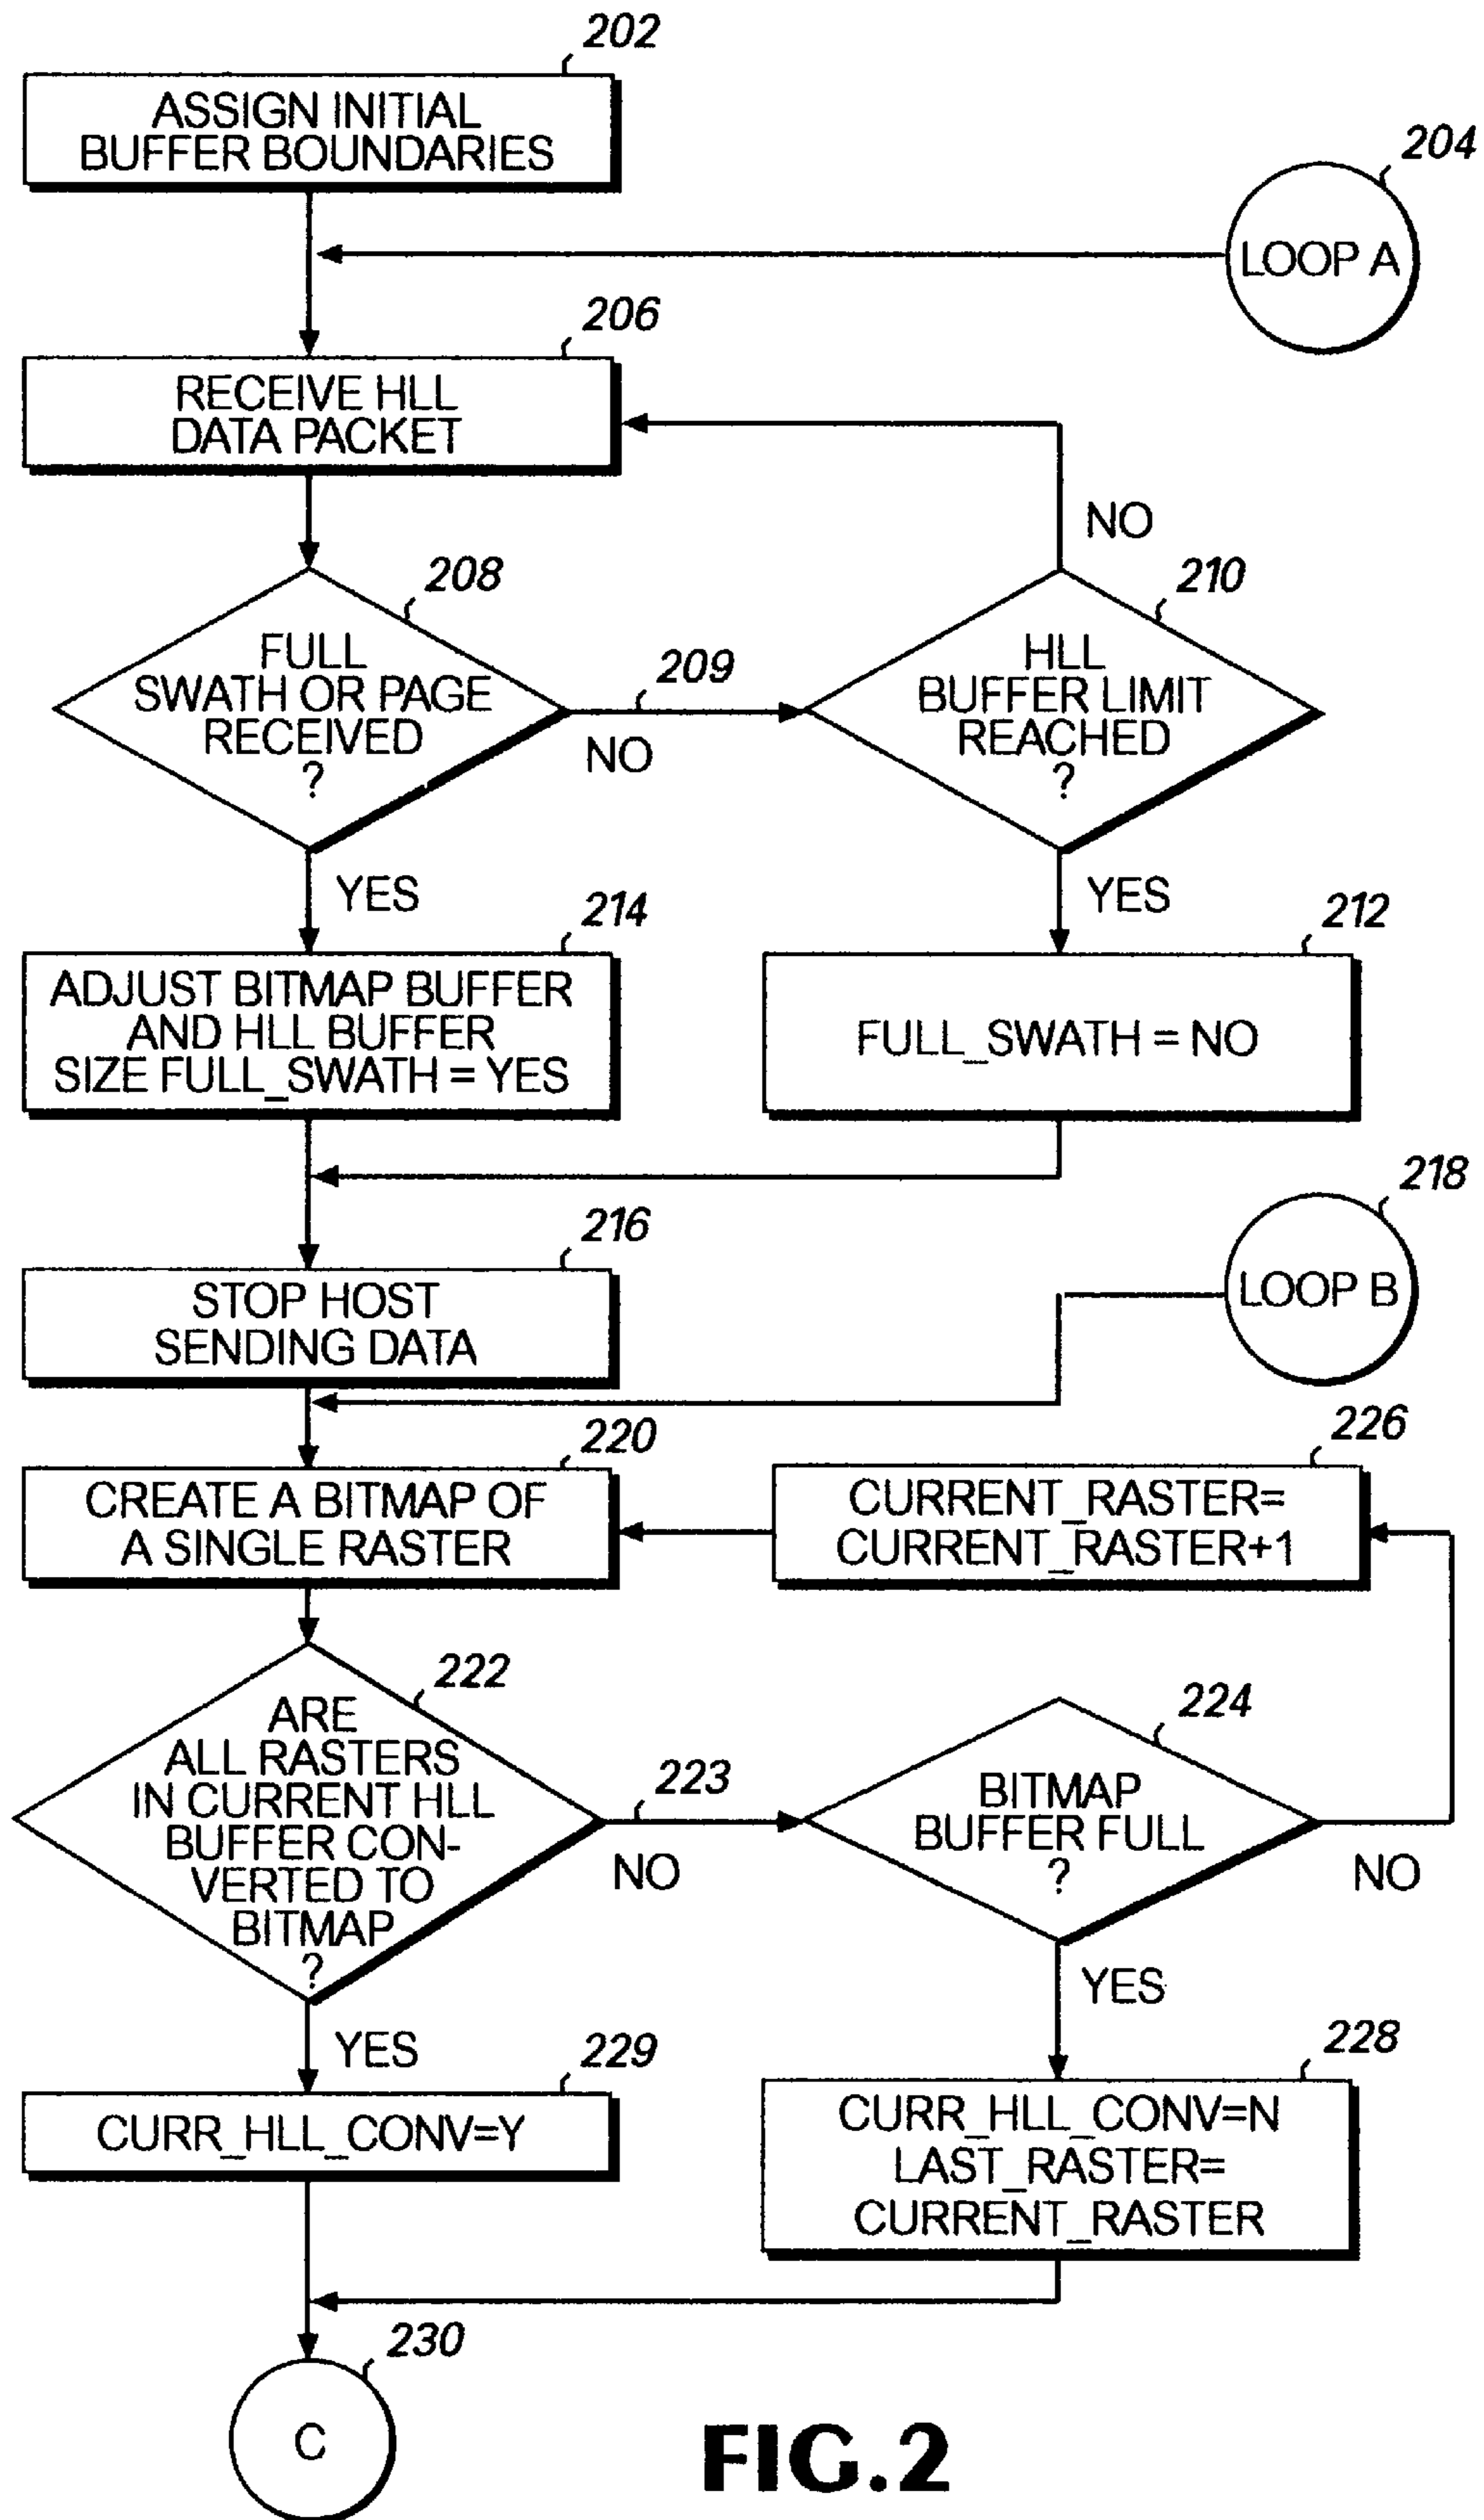 202
ASSIGN INITIAL
BUFFER BOUNDARIES
204
LOOP A
206
RECEIVE HLL
DATA PACKET
NO
208
FULL
SWATH OR PAGE
RECEIVED
?
209
NO
210
HLL
BUFFER LIMIT
REACHED
?
YES
214
ADJUST BITMAP BUFFER
AND HLL BUFFER
SIZE FULL_SWATH = YES
YES
212
FULL_SWATH = NO
216
STOP HOST
SENDING DATA
218
LOOP B
220
CREATE A BITMAP OF
A SINGLE RASTER
226
CURRENT_RASTER=
CURRENT_RASTER+1
222
ARE
ALL RASTERS
IN CURRENT HLL
BUFFER CON-
VERTED TO
BITMAP
?
223
NO
224
BITMAP
BUFFER FULL
?
NO
YES
YES
229
CURR_HLL_CONV=Y
228
CURR_HLL_CONV=N
LAST_RASTER=
CURRENT_RASTER
230
C
FIG.2